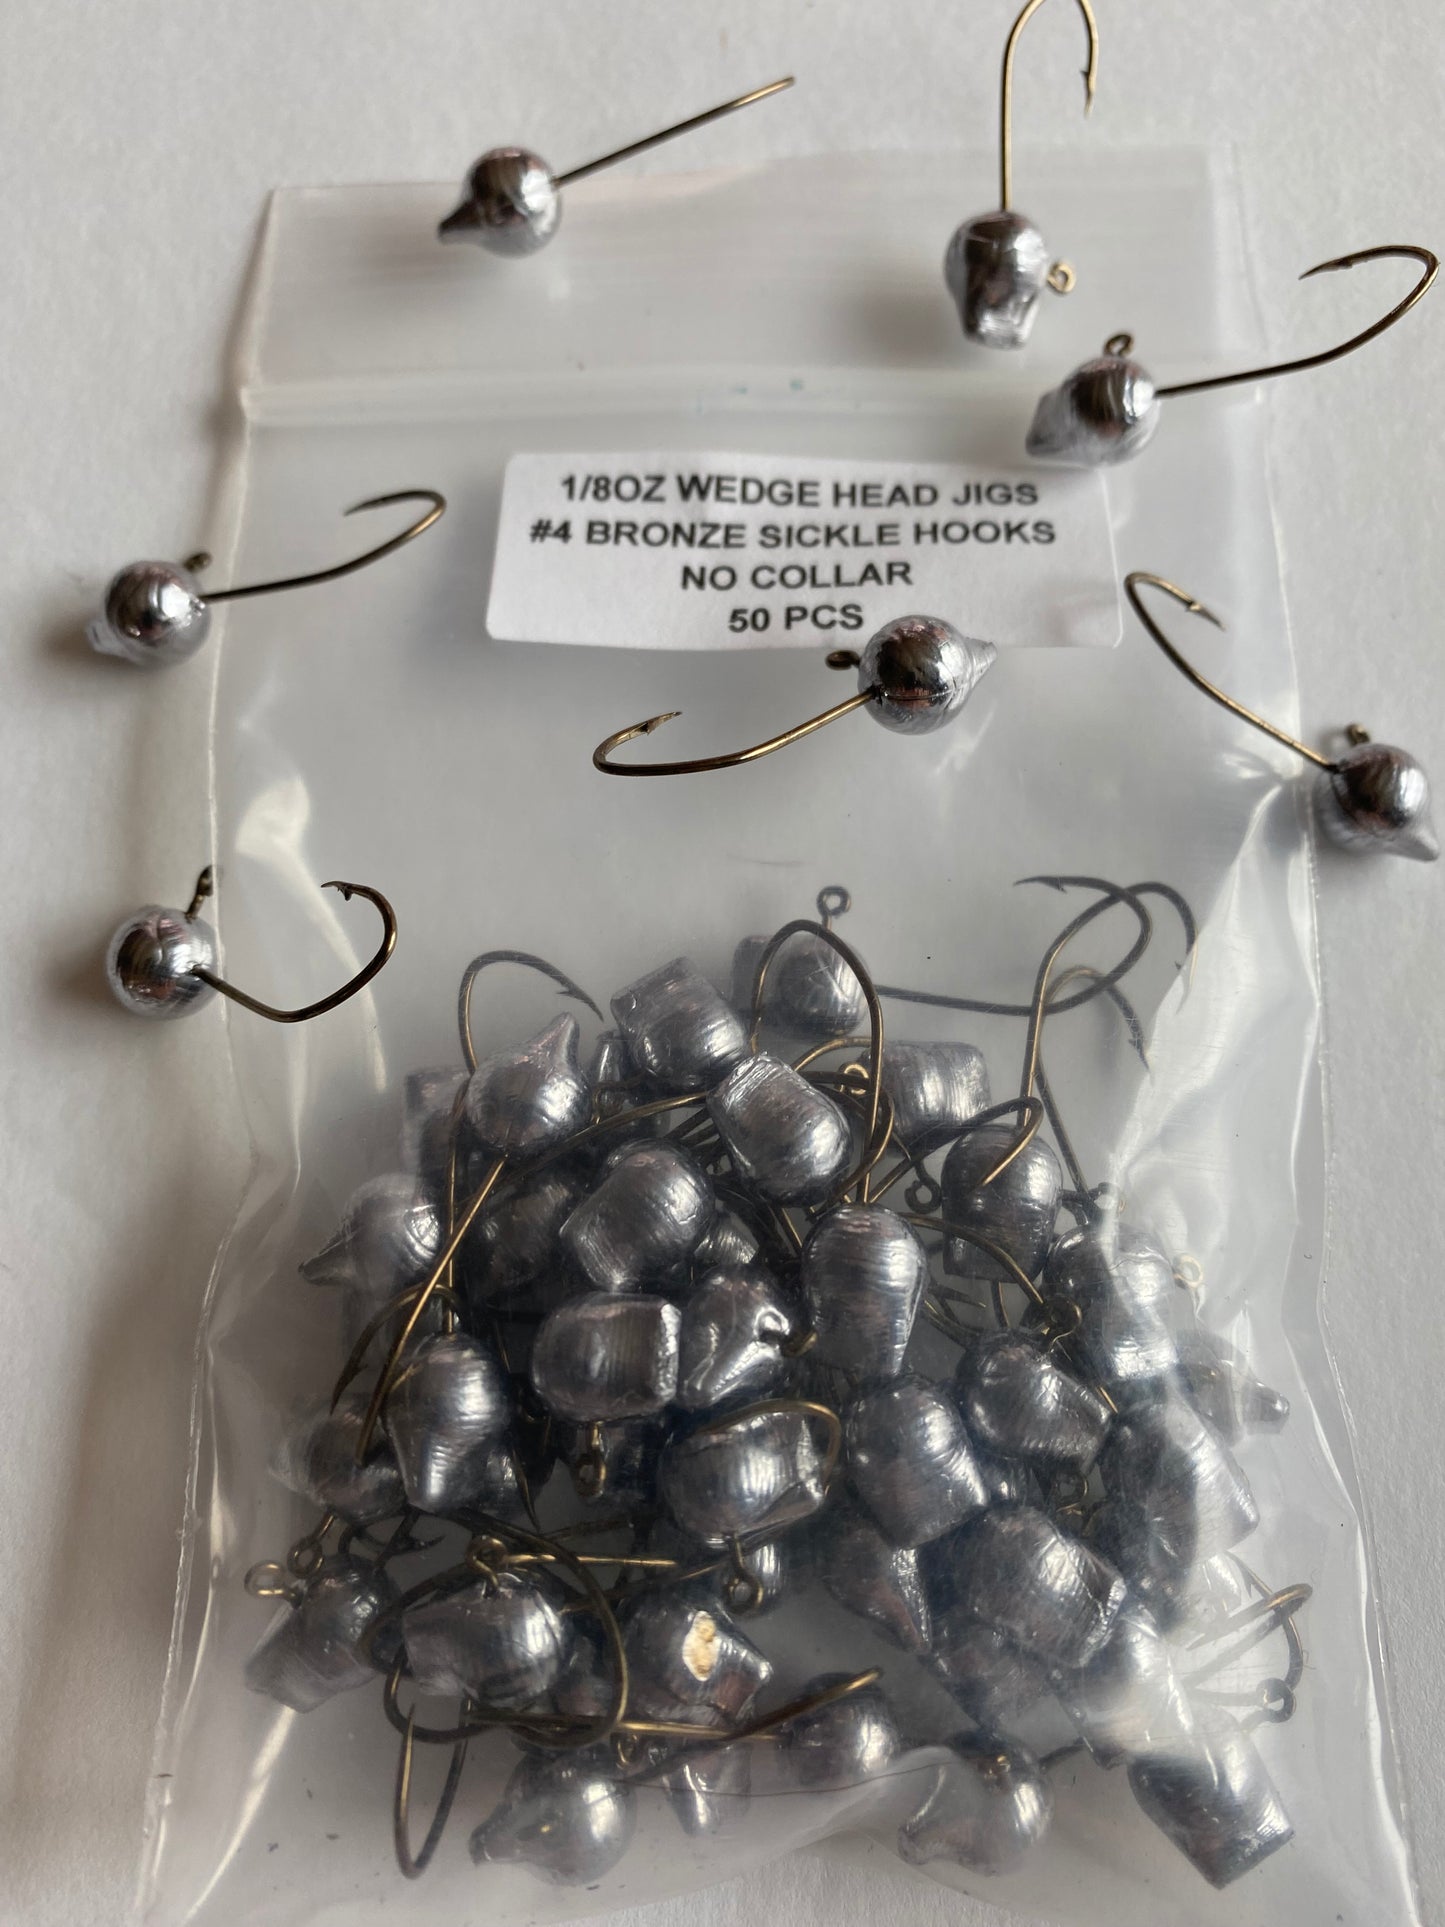 1/8OZ WEDGE HEAD JIGS
#4 BRONZE SICKLE HOOKS
NO COLLAR
50 PCS